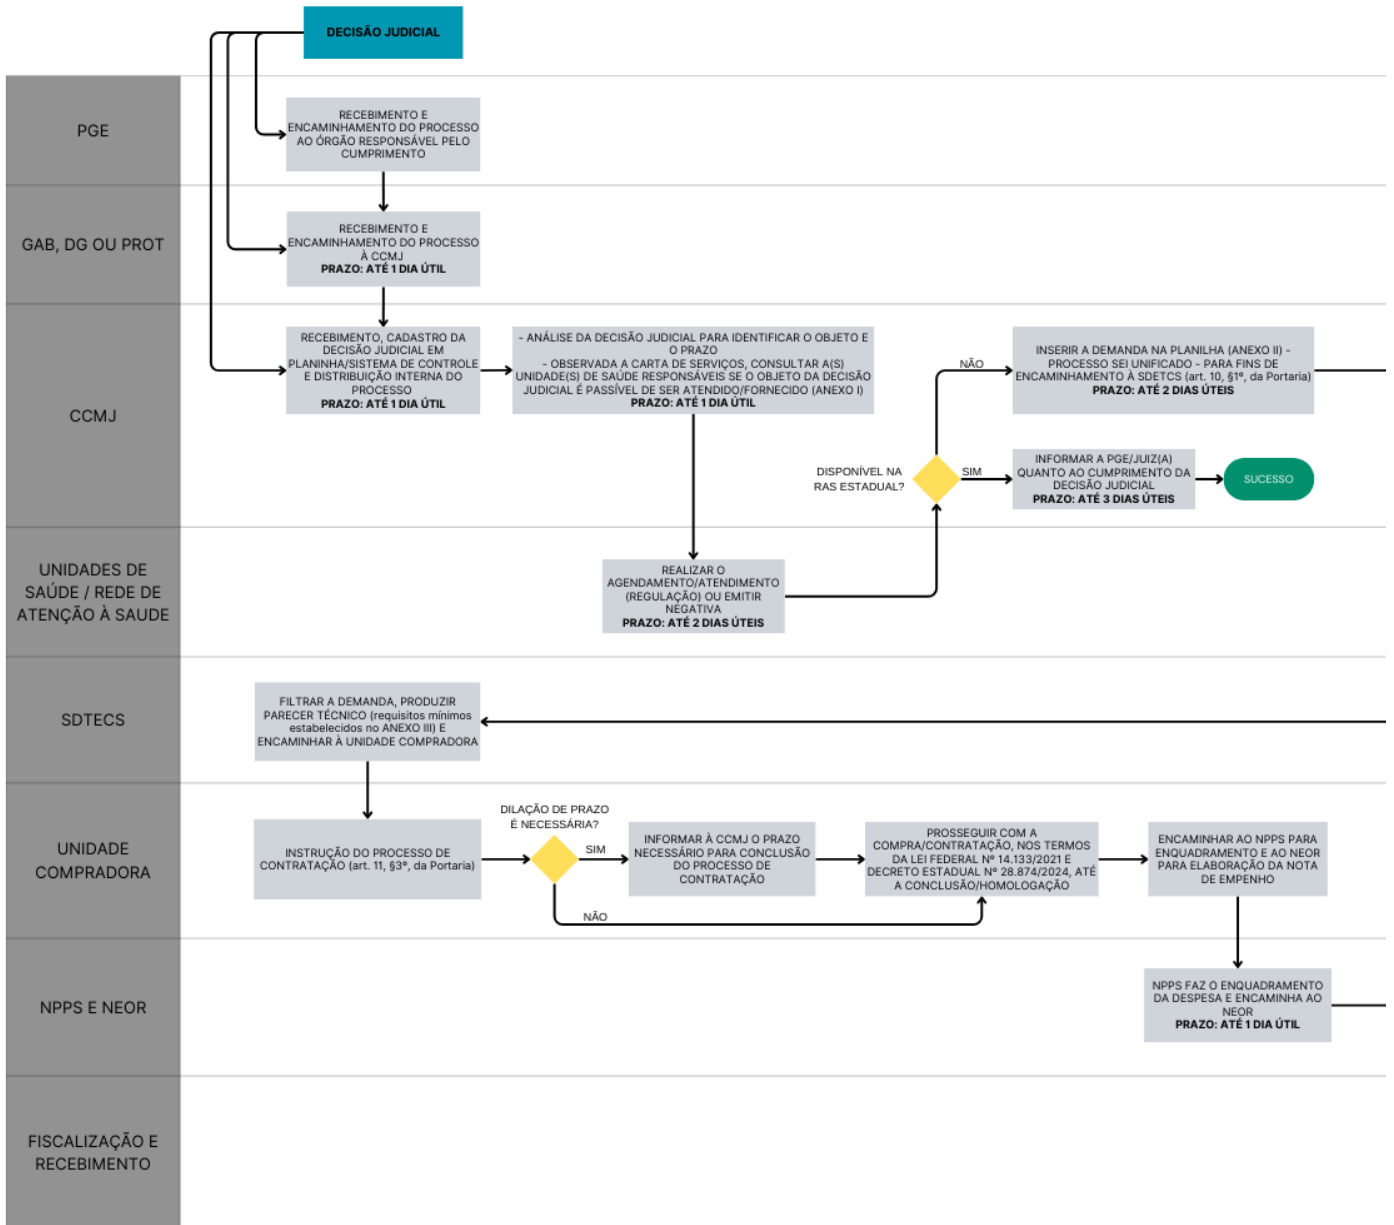 DECISÃO JUDICIAL
PGE
RECEBIMENTO E
ENCAMINHAMENTO DO PROCESSO
AO ÓRGÃO RESPONSÁVEL PELO
CUMPRIMENTO
GAB, DG OU PROT
RECEBIMENTO E
ENCAMINHAMENTO DO PROCESSO
À CCMJ
PRAZO: ATÉ 1 DIA ÚTIL
CCMJ
RECEBIMENTO, CADASTRO DA
DECISÃO JUDICIAL EM
PLANINHA/SISTEMA DE CONTROLE
E DISTRIBUIÇÃO INTERNA DO
PROCESSO
PRAZO: ATÉ 1 DIA ÚTIL
- ANÁLISE DA DECISÃO JUDICIAL PARA IDENTIFICAR O OBJETO E
O PRAZO
- OBSERVADA A CARTA DE SERVIÇOS, CONSULTAR A(S)
UNIDADE(S) DE SAÚDE RESPONSÁVEIS SE O OBJETO DA DECISÃO
JUDICIAL É PASSÍVEL DE SER ATENDIDO/FORNECIDO (ANEXO I)
PRAZO: ATÉ 1 DIA ÚTIL
DISPONÍVEL NA
RAS ESTADUAL?
NÃO
INSERIR A DEMANDA NA PLANILHA (ANEXO II) -
PROCESSO SEI UNIFICADO - PARA FINS DE
ENCAMINHAMENTO À SDETCS (art. 10, §1º, da Portaria)
PRAZO: ATÉ 2 DIAS ÚTEIS
SIM
INFORMAR A PGE/JUIZ(A)
QUANTO AO CUMPRIMENTO DA
DECISÃO JUDICIAL
PRAZO: ATÉ 3 DIAS ÚTEIS
SUCESSO
UNIDADES DE
SAÚDE / REDE DE
ATENÇÃO À SAUDE
REALIZAR O
AGENDAMENTO/ATENDIMENTO
(REGULAÇÃO) OU EMITIR
NEGATIVA
PRAZO: ATÉ 2 DIAS ÚTEIS
SDTECS
FILTRAR A DEMANDA, PRODUZIR
PARECER TÉCNICO (requisitos mínimos
estabelecidos no ANEXO III) E
ENCAMINHAR À UNIDADE COMPRADORA
UNIDADE
COMPRADORA
INSTRUÇÃO DO PROCESSO DE
CONTRATAÇÃO (art. 11, §3º, da Portaria)
DILAÇÃO DE PRAZO
É NECESSÁRIA?
SIM
NÃO
INFORMAR À CCMJ O PRAZO
NECESSÁRIO PARA CONCLUSÃO
DO PROCESSO DE
CONTRATAÇÃO
PROSSEGUIR COM A
COMPRA/CONTRATAÇÃO, NOS TERMOS
DA LEI FEDERAL Nº 14.133/2021 E
DECRETO ESTADUAL Nº 28.874/2024, ATÉ
A CONCLUSÃO/HOMOLOGAÇÃO
ENCAMINHAR AO NPPS PARA
ENQUADRAMENTO E AO NEOR
PARA ELABORAÇÃO DA NOTA
DE EMPENHO
NPPS E NEOR
NPPS FAZ O ENQUADRAMENTO
DA DESPESA E ENCAMINHA AO
NEOR
PRAZO: ATÉ 1 DIA ÚTIL
FISCALIZAÇÃO E
RECEBIMENTO